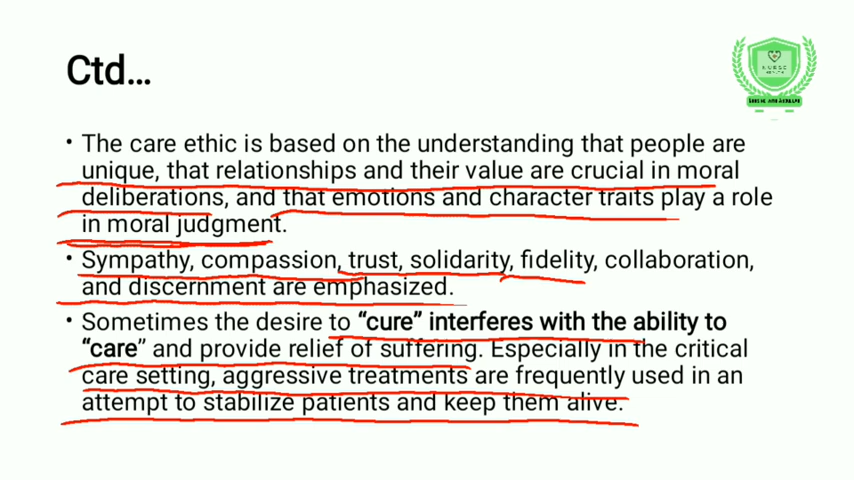 Ctd...
• The care ethic is based on the understanding that people are
unique, that relationships and their value are crucial in moral
deliberations, and that emotions and character traits play a role
in moral judgment.
• Sympathy, compassion, trust, solidarity, fidelity, collaboration,
and discernment are emphasized.
• Sometimes the desire to “cure” interferes with the ability to
“care” and provide relief of suffering. Especially in the critical
care setting, aggressive treatments are frequently used in an
attempt to stabilize patients and keep them alive.